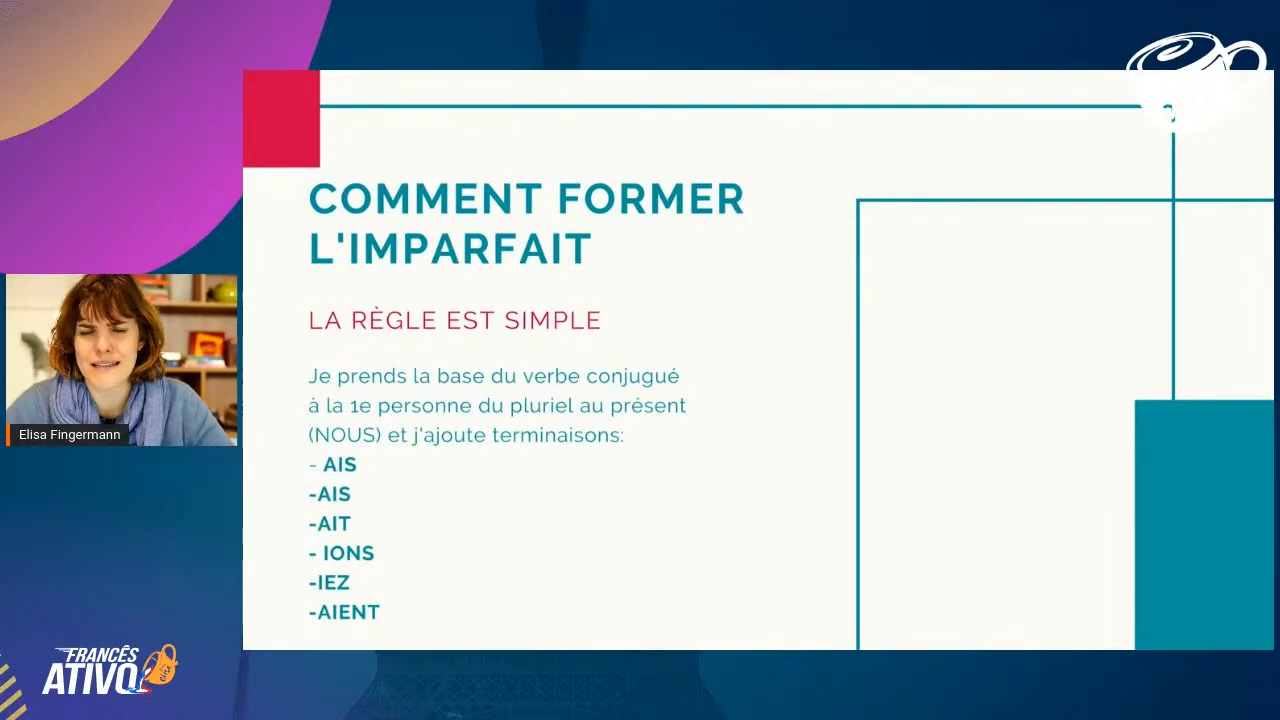 COMMENT FORMER
L'IMPARFAIT
LA RÈGLE EST SIMPLE
Je prends la base du verbe conjugué
à la 1e personne du pluriel au présent
(NOUS) et j'ajoute terminaisons:
- AIS
-AIS
-AIT
- IONS
-IEZ
-AIENT
Elisa Fingermann
FRANCÊS
ATIVO